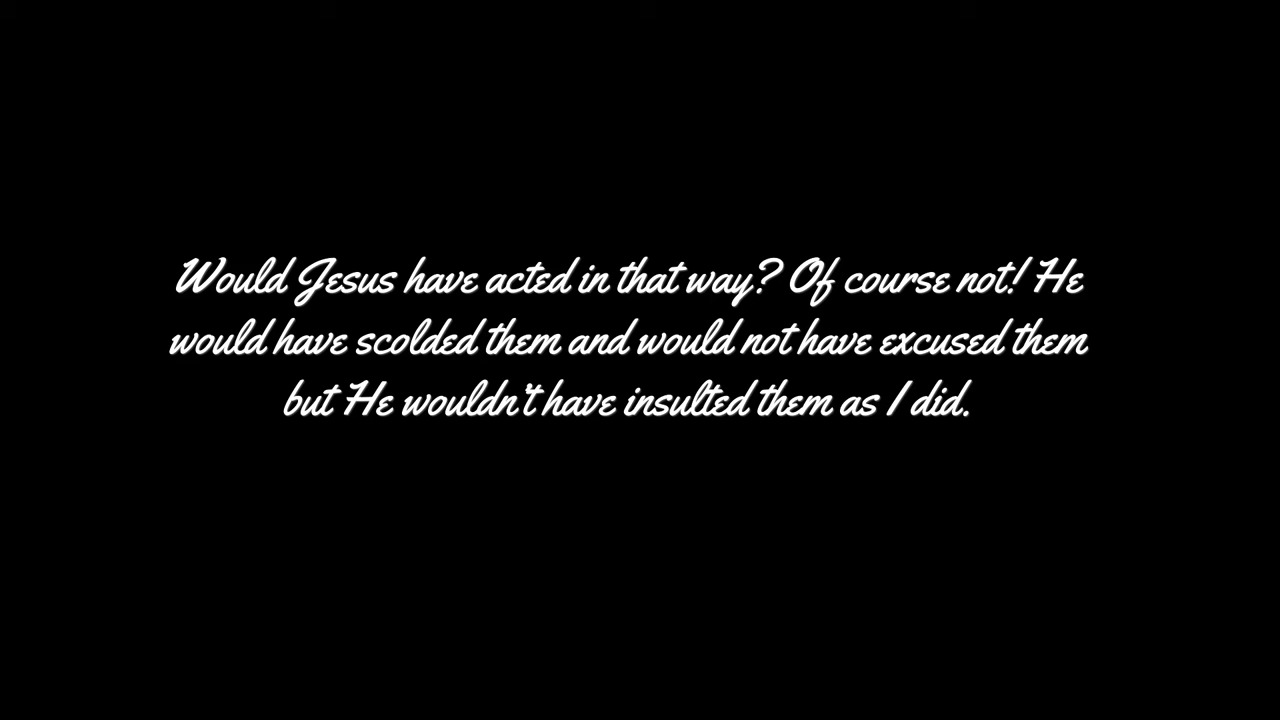 Would Jesus have acted in that way? Of course not! He
would have scolded them and would not have excused them
but He wouldn't have insulted them as I did.